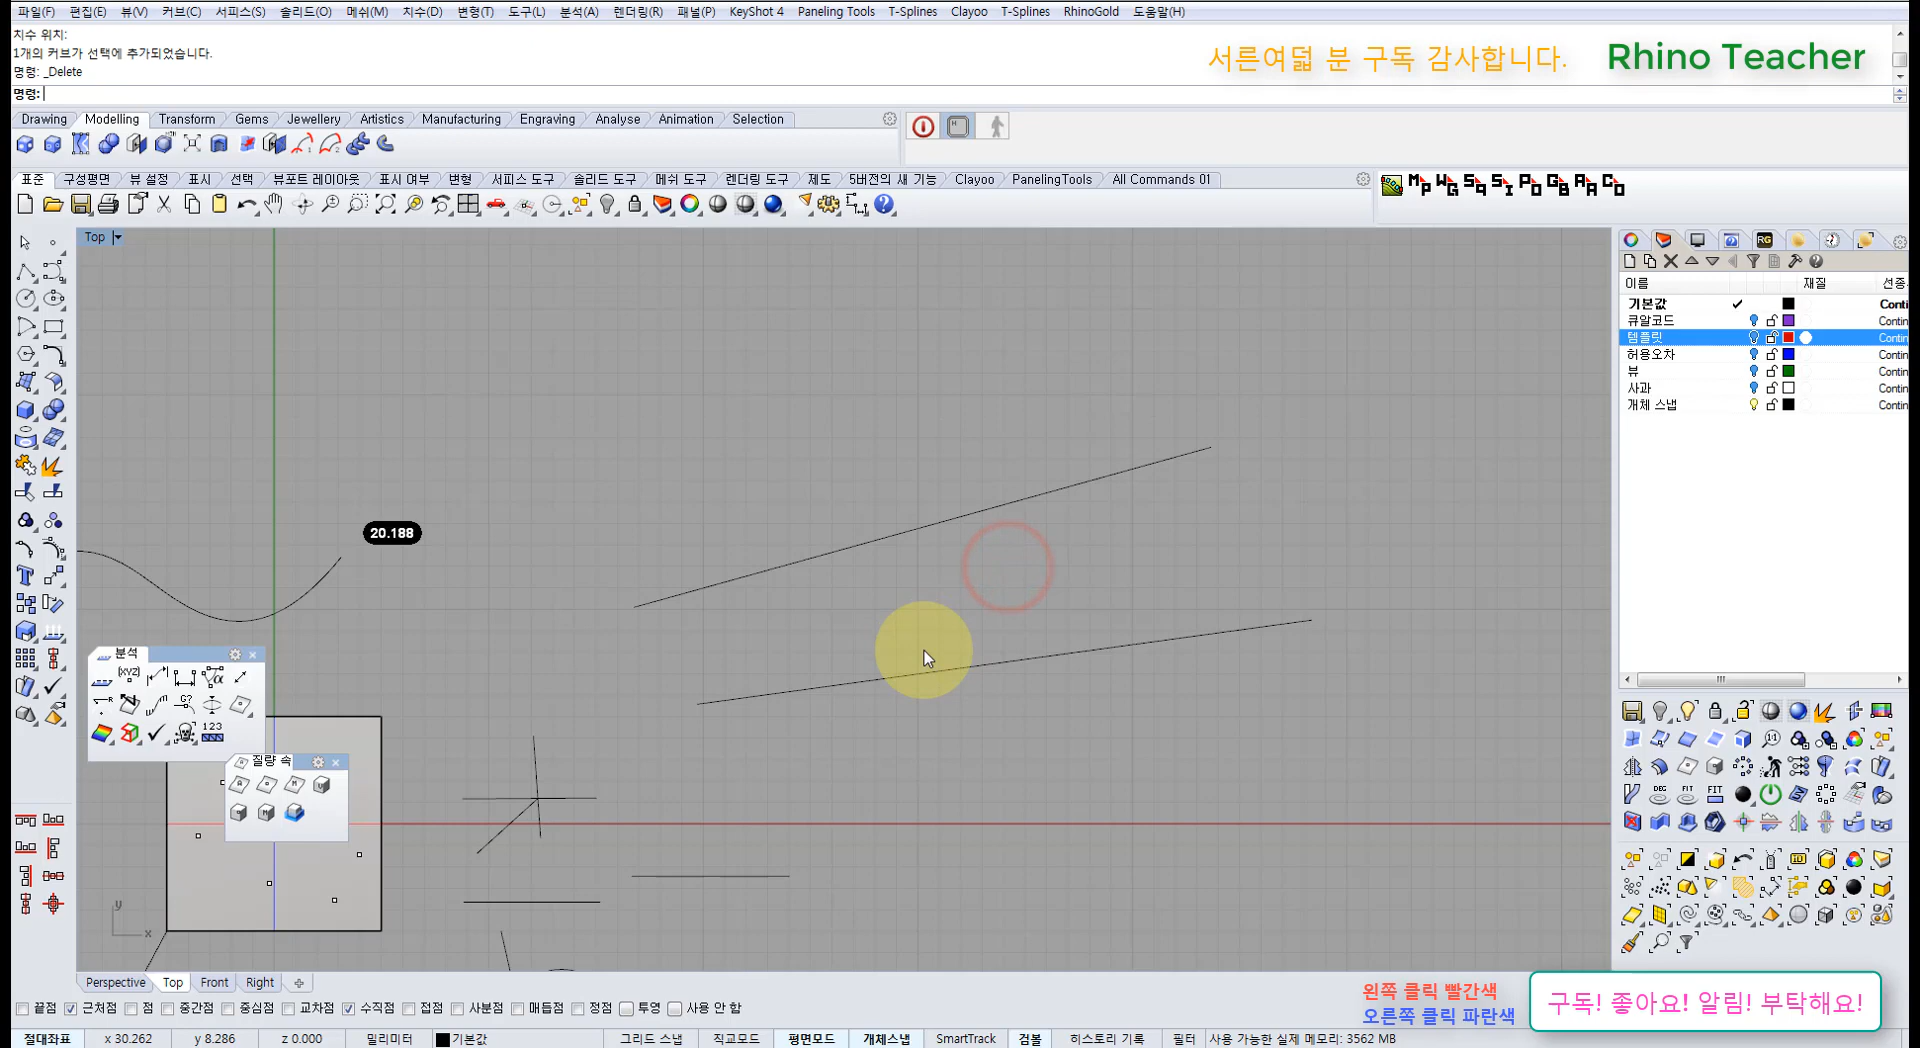 파일(F) 편집(E) 뷰(V) 커브(C) 서피스(S) 솔리드(O) 메쉬(M) 치수(D) 변형(T) 도구(L) 분석(A) 렌더링(R) 패널(P) KeyShot 4 Paneling Tools T-Splines Clayoo T-Splines RhinoGold 도움말(H)
치수 위치:
1개의 커브가 선택에 추가되었습니다.
명령: _Delete
명령:
서른여덟 분 구독 감사합니다. Rhino Teacher
Drawing Modelling Transform Gems Jewellery Artistics Manufacturing Engraving Analyse Animation Selection
표준 구성평면 뷰 설정 표시 선택 뷰포트 레이아웃 표시 여부 변형 서피스 도구 솔리드 도구 메쉬 도구 렌더링 도구 제도 5버전의 새 기능 Clayoo PanelingTools All Commands 01
Top
이름 재질 선종
기본값 Conti
큐알코드 Contin
템플릿 Contin
허용오차 Contin
뷰 Contin
사과 Contin
개체 스냅 Contin
20.188
분석
질량 속
y
x
Perspective Top Front Right
끝점 근처점 점 중간점 중심점 교차점 수직점 접점 사분점 매듭점 정점 투영 사용 안 함
왼쪽 클릭 빨간색
오른쪽 클릭 파란색
구독! 좋아요! 알림! 부탁해요!
절대좌표 x 30.262 y 8.286 z 0.000 밀리미터 기본값 그리드 스냅 직교모드 평면모드 개체스냅 SmartTrack 검볼 히스토리 기록 필터 사용 가능한 실제 메모리: 3562 MB